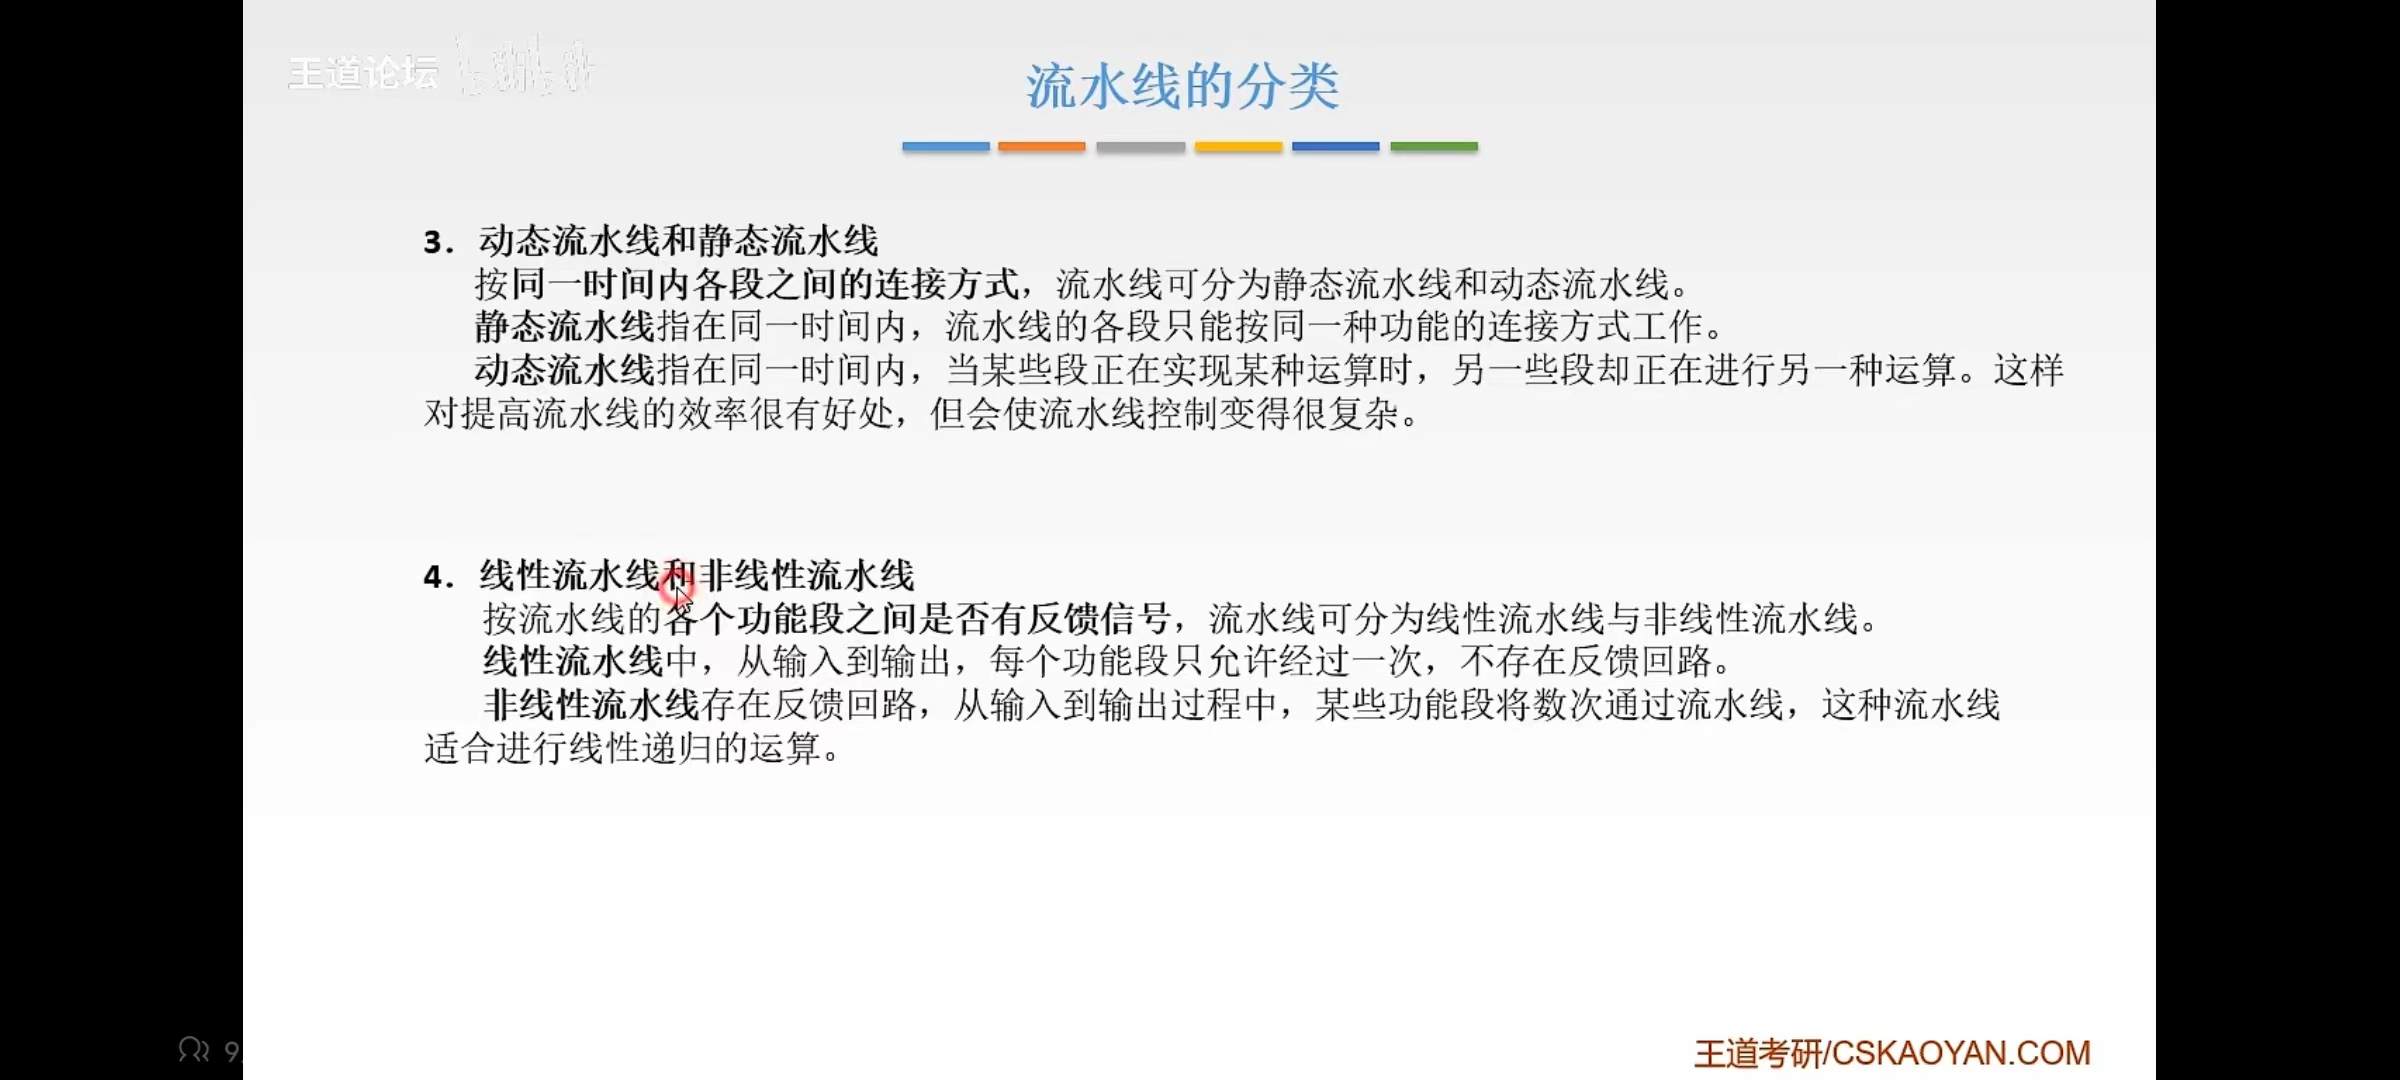 王道论坛
流水线的分类
3. 动态流水线和静态流水线
按同一时间内各段之间的连接方式，流水线可分为静态流水线和动态流水线。
静态流水线指在同一时间内，流水线的各段只能按同一种功能的连接方式工作。
动态流水线指在同一时间内，当某些段正在实现某种运算时，另一些段却正在进行另一种运算。这样
对提高流水线的效率很有好处，但会使流水线控制变得很复杂。
4. 线性流水线和非线性流水线
按流水线的各个功能段之间是否有反馈信号，流水线可分为线性流水线与非线性流水线。
线性流水线中，从输入到输出，每个功能段只允许经过一次，不存在反馈回路。
非线性流水线存在反馈回路，从输入到输出过程中，某些功能段将数次通过流水线，这种流水线
适合进行线性递归的运算。
王道考研/CSKAOYAN.COM